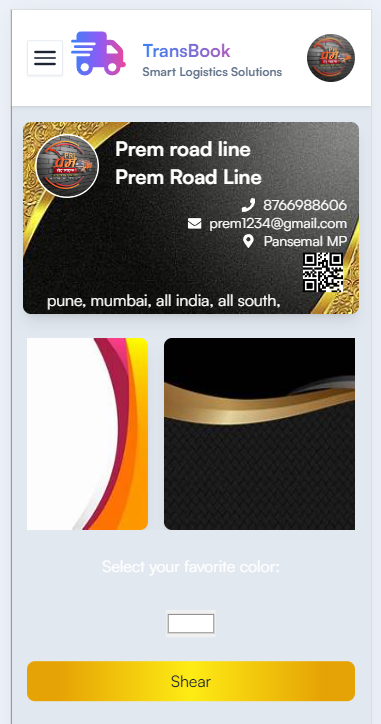 TransBook
Smart Logistics Solutions
Prem road line
Prem Road Line
8766988606
prem1234@gmail.com
Pansemal MP
pune, mumbai, all india, all south,
Select your favorite color:
Shear